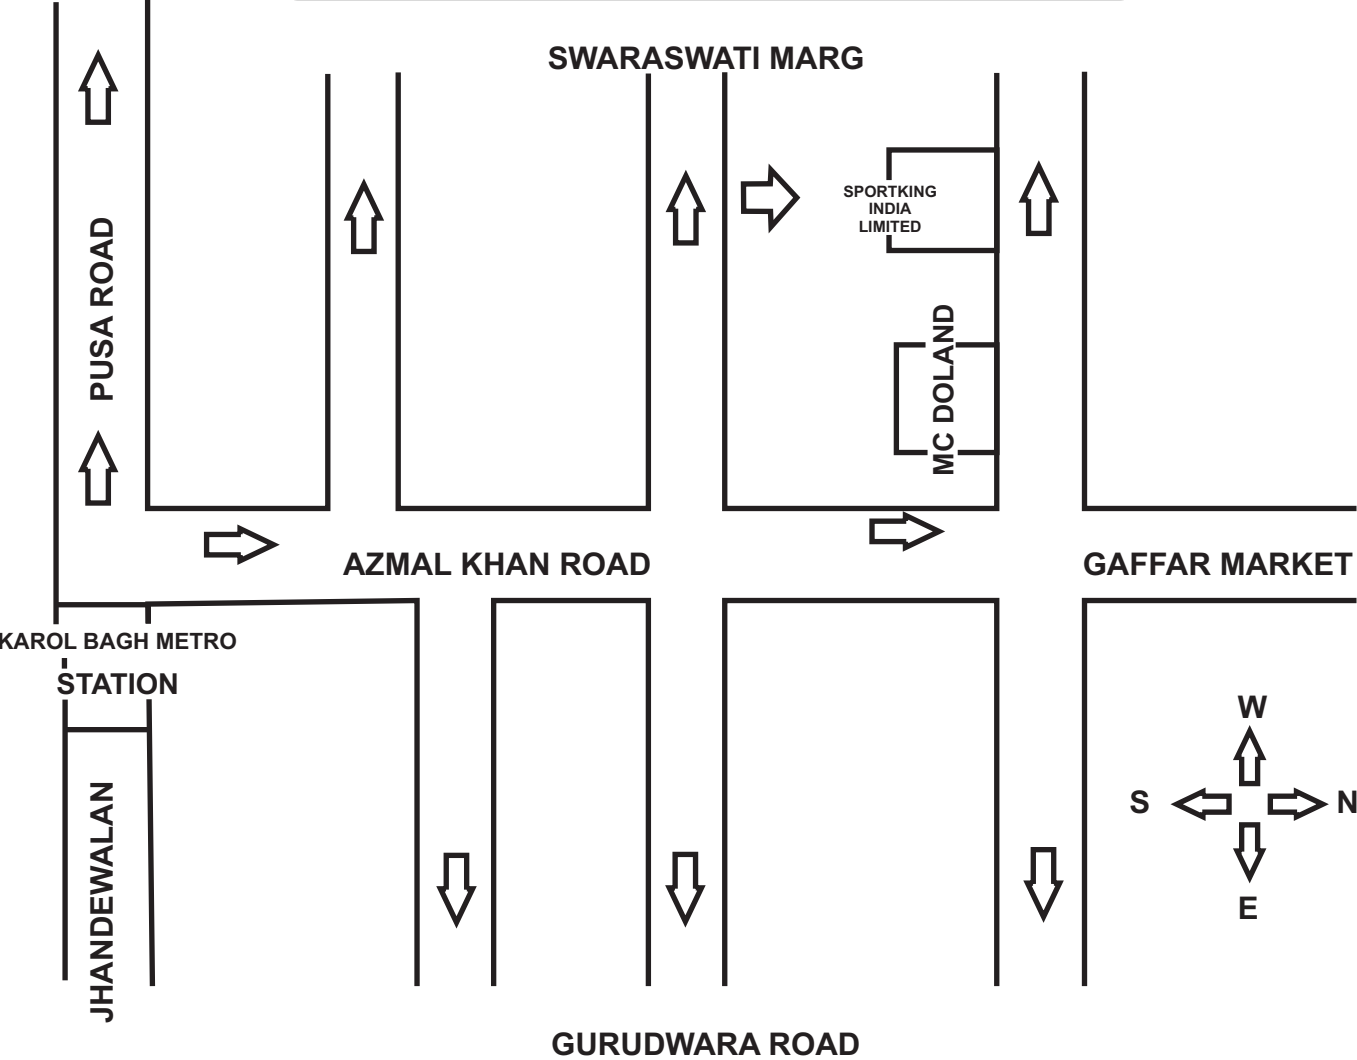 SWARASWATI MARG
PUSA ROAD
SPORTKING
INDIA
LIMITED
MC DOLAND
AZMAL KHAN ROAD
GAFFAR MARKET
KAROL BAGH METRO
STATION
JHANDEWALAN
W
S
N
E
GURUDWARA ROAD